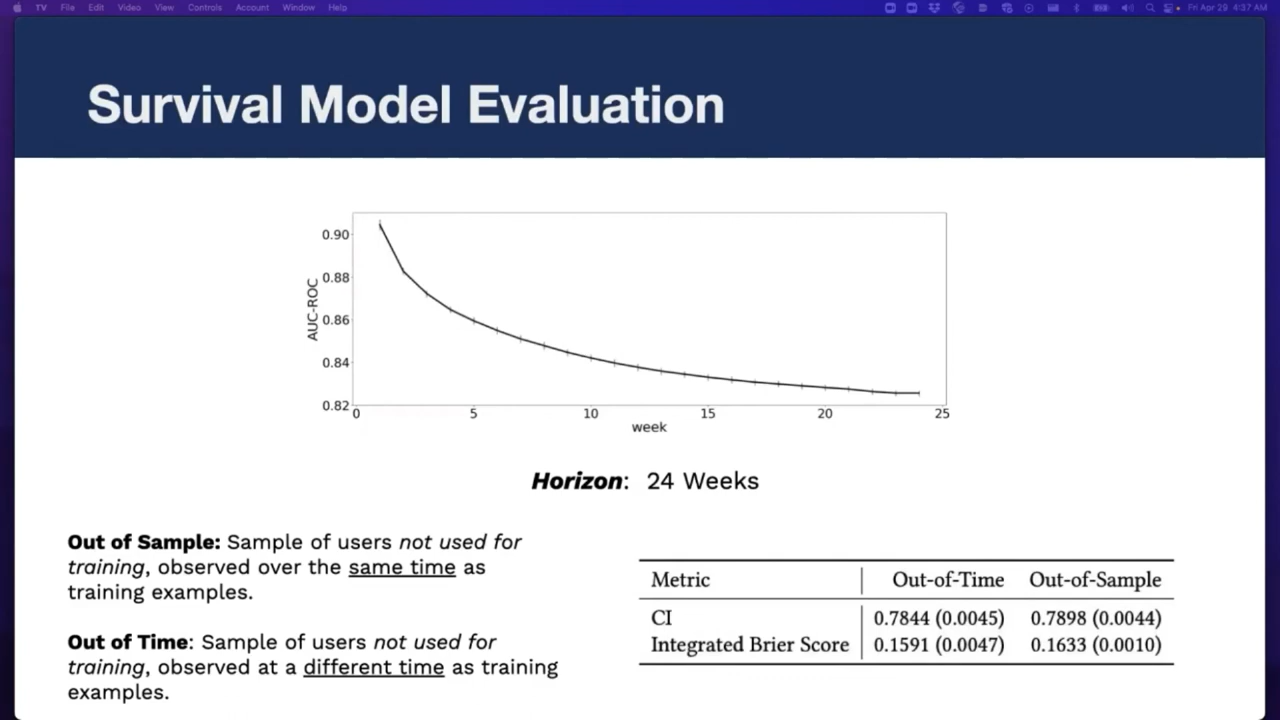 TV File Edit Video View Controls Account Window Help Fri Apr 29 4:37 AM
Survival Model Evaluation
AUC-ROC
0.90
0.88
0.86
0.84
0.82
0 5 10 15 20 25
week
Horizon: 24 Weeks
Out of Sample: Sample of users not used for
training, observed over the same time as
training examples.
Out of Time: Sample of users not used for
training, observed at a different time as training
examples.
Metric Out-of-Time Out-of-Sample
CI 0.7844 (0.0045) 0.7898 (0.0044)
Integrated Brier Score 0.1591 (0.0047) 0.1633 (0.0010)